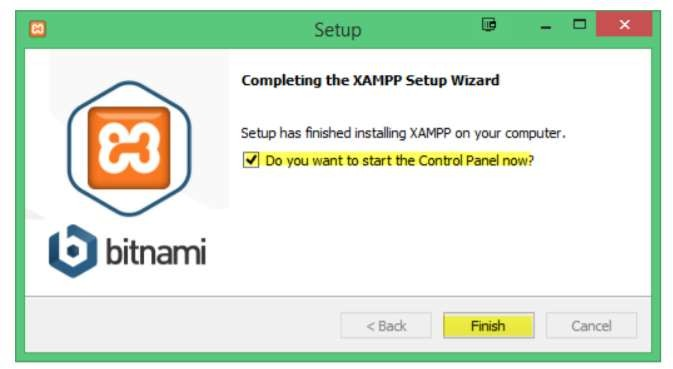 Setup
Completing the XAMPP Setup Wizard
Setup has finished installing XAMPP on your computer.
Do you want to start the Control Panel now?
bitnami
< Back
Finish
Cancel